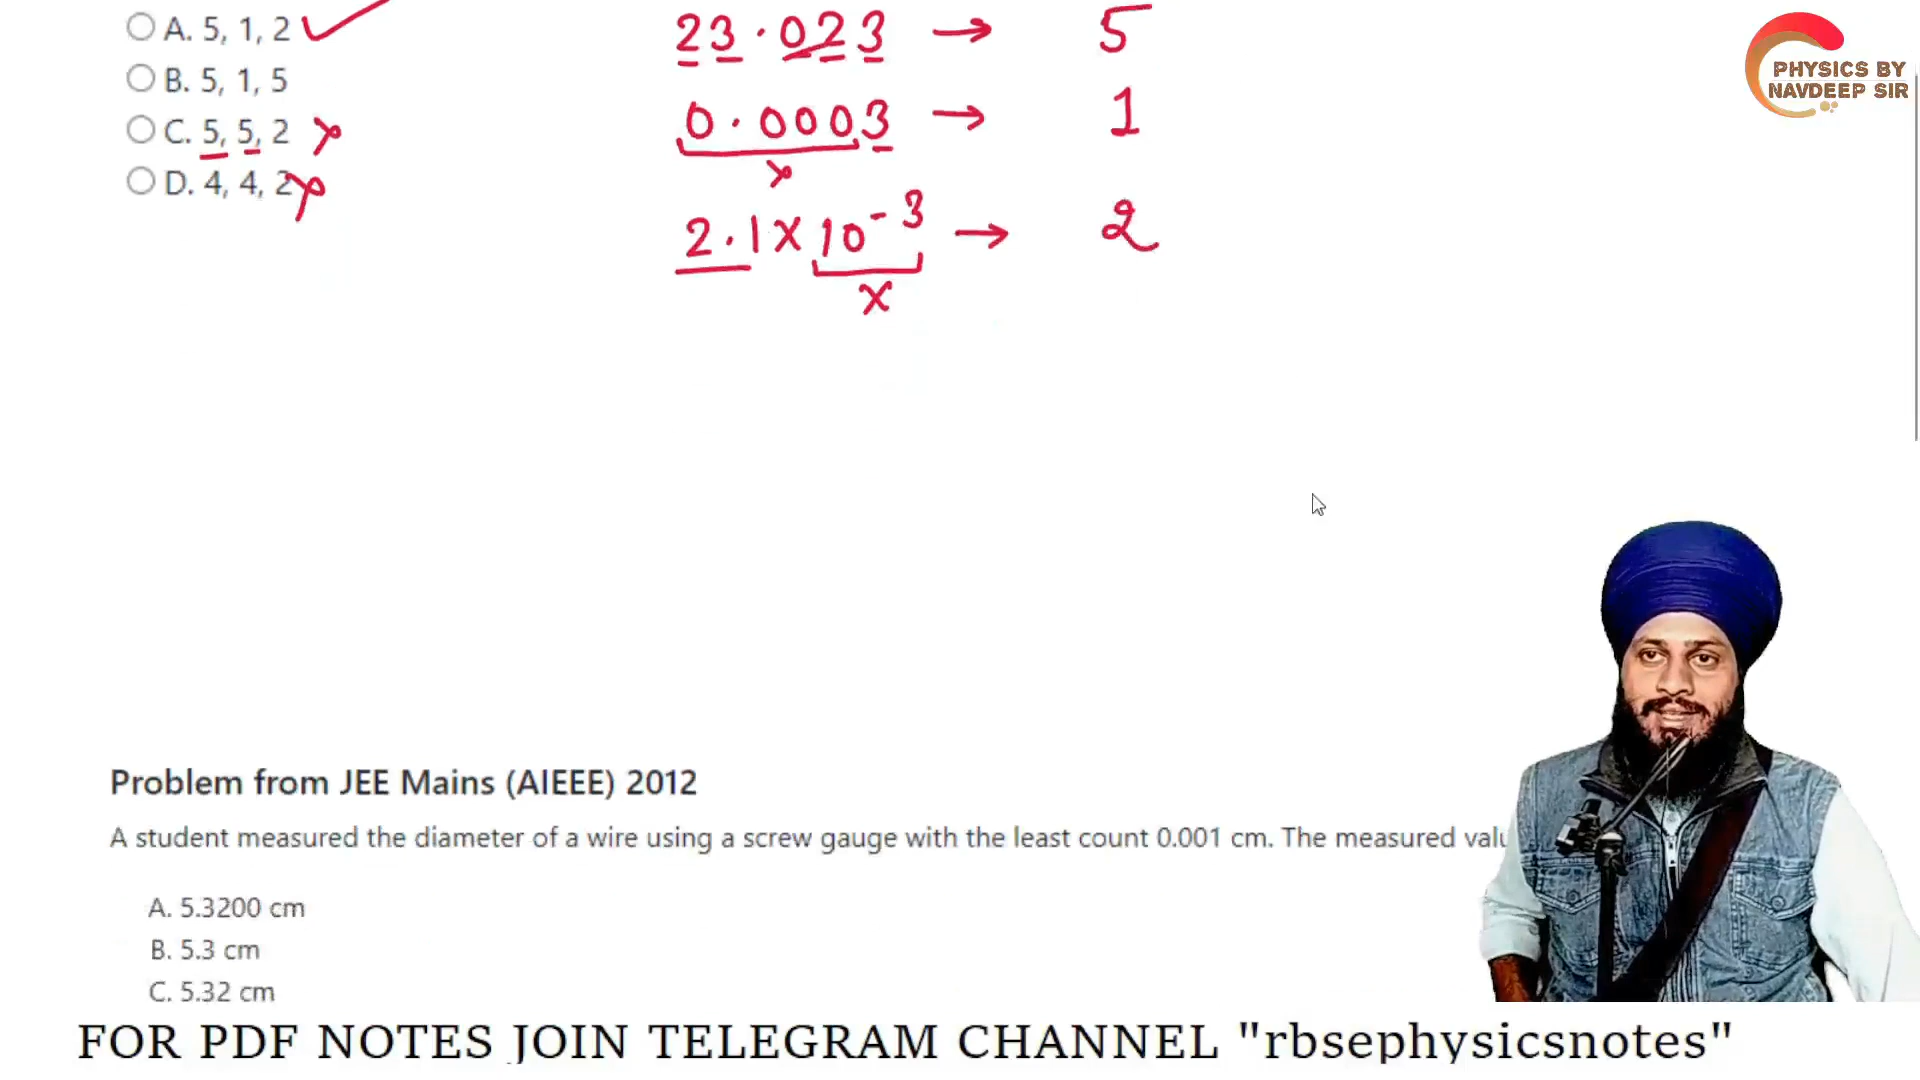 A. 5, 1, 2
B. 5, 1, 5
C. 5, 5, 2
D. 4, 4, 2
23.023 → 5
0.0003 → 1
x
2.1 x 10⁻³ → 2
x
PHYSICS BY
NAVDEEP SIR
Problem from JEE Mains (AIEEE) 2012
A student measured the diameter of a wire using a screw gauge with the least count 0.001 cm. The measured
A. 5.3200 cm
B. 5.3 cm
C. 5.32 cm
FOR PDF NOTES JOIN TELEGRAM CHANNEL "rbsephysicsnotes"